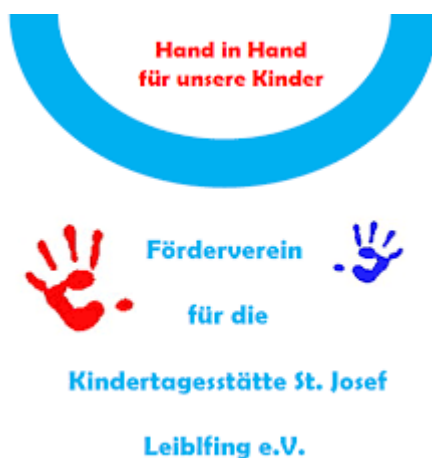 Hand in Hand
für unsere Kinder
Förderverein
für die
Kindertagesstätte St. Josef
Leiblfing e.V.